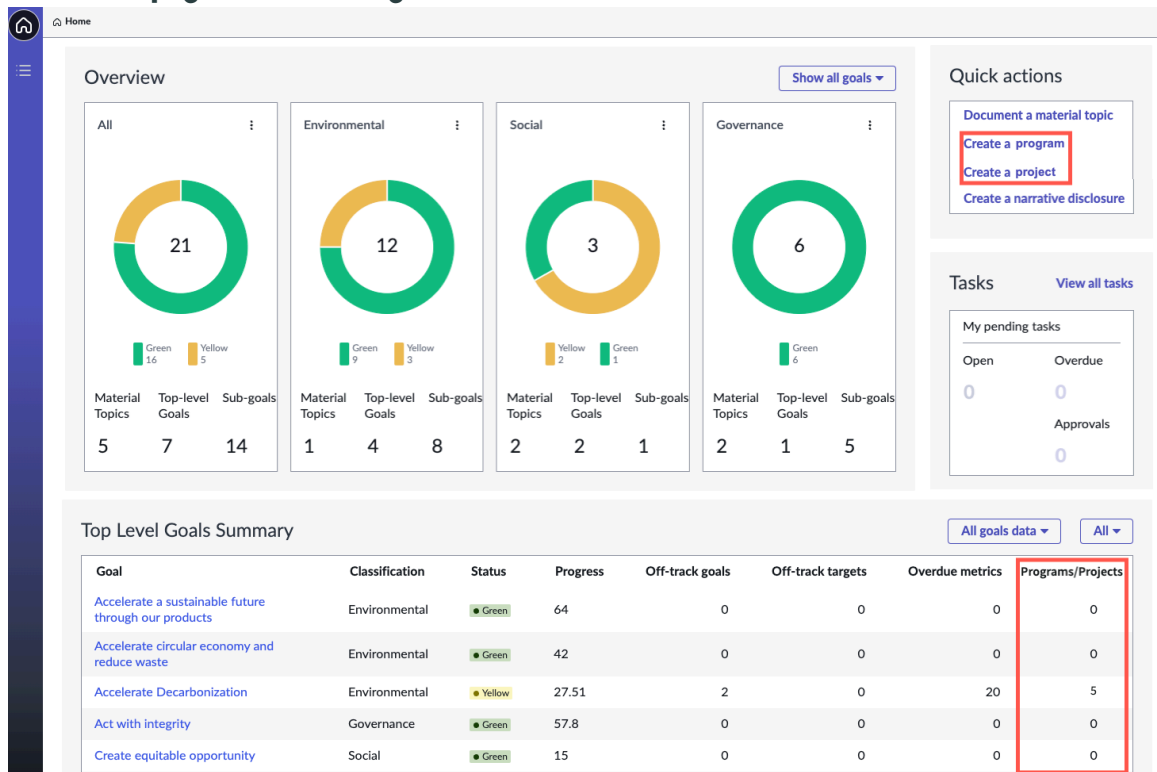 Home
Overview
Show all goals
Quick actions
Document a material topic
Create a program
Create a project
Create a narrative disclosure
All
21
Green
16
Yellow
5
Material Topics
Top-level Goals
Sub-goals
5 7 14
Environmental
12
Green
9
Yellow
3
Material Topics
Top-level Goals
Sub-goals
1 4 8
Social
3
Yellow
2
Green
1
Material Topics
Top-level Goals
Sub-goals
2 2 1
Governance
6
Green
6
Material Topics
Top-level Goals
Sub-goals
2 1 5
Tasks
View all tasks
My pending tasks
Open Overdue
0 0
Approvals
0
Top Level Goals Summary
All goals data
All
Goal Classification Status Progress Off-track goals Off-track targets Overdue metrics Programs/Projects
Accelerate a sustainable future
through our products
Environmental Green 64 0 0 0 0
Accelerate circular economy and
reduce waste
Environmental Green 42 0 0 0 0
Accelerate Decarbonization Environmental Yellow 27.51 2 0 20 5
Act with integrity Governance Green 57.8 0 0 0 0
Create equitable opportunity Social Green 15 0 0 0 0